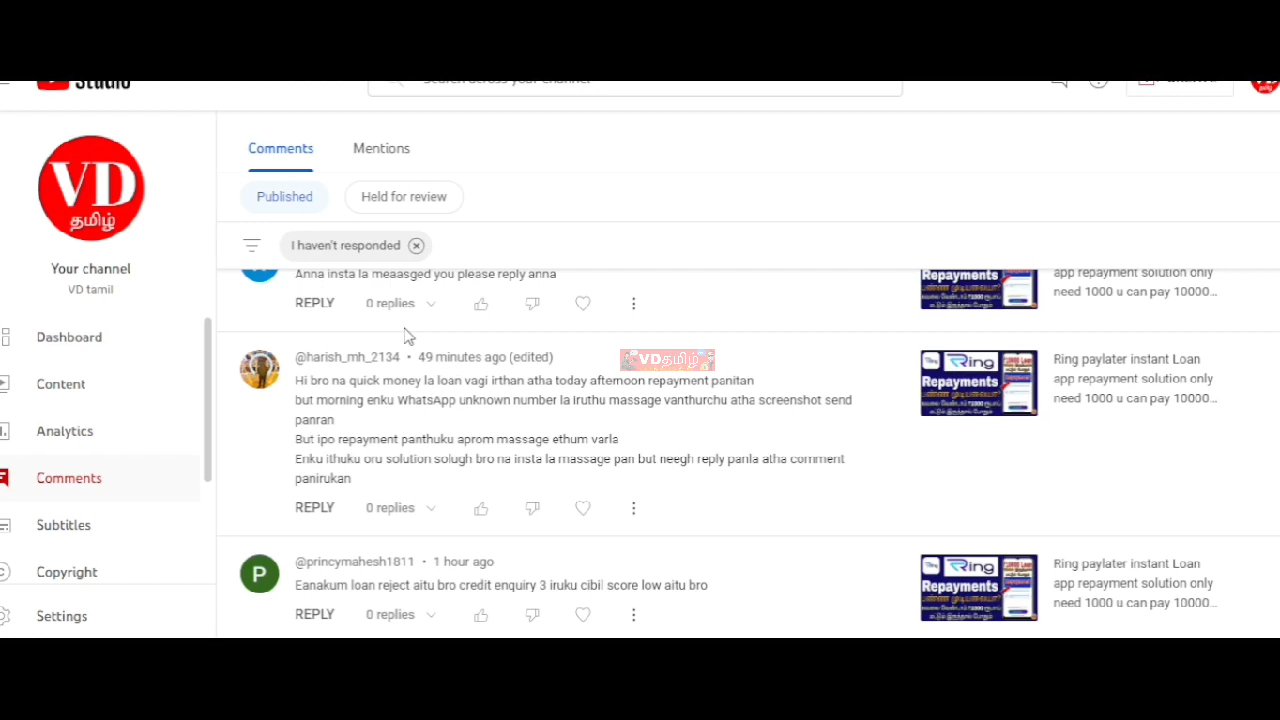 Studio
Search across your channel
VD
தமிழ்
Your channel
VD tamil
Dashboard
Content
Analytics
Comments
Subtitles
Copyright
Settings
Comments
Mentions
Published
Held for review
I haven't responded
Anna insta la meaasged you please reply anna
REPLY
0 replies
app repayment solution only
need 1000 u can pay 10000...
Repayments
@harish_mh_2134 • 49 minutes ago (edited)
Hi bro na quick money la loan vagi irthan atha today afternoon repayment panitan
but morning enku WhatsApp unknown number la iruthu massage vanthurchu atha screenshot send
panran
But ipo repayment panthuku aprom massage ethum varla
Enku ithuku oru solution solugh bro na insta la massage pan but neegh reply panla atha comment
panirukan
REPLY
0 replies
VDதமிழ்
Ring
Repayments
Ring paylater instant Loan
app repayment solution only
need 1000 u can pay 10000...
@princymahesh1811 • 1 hour ago
Eanakum loan reject aitu bro credit enquiry 3 iruku cibil score low aitu bro
REPLY
0 replies
Ring
Repayments
Ring paylater instant Loan
app repayment solution only
need 1000 u can pay 10000...